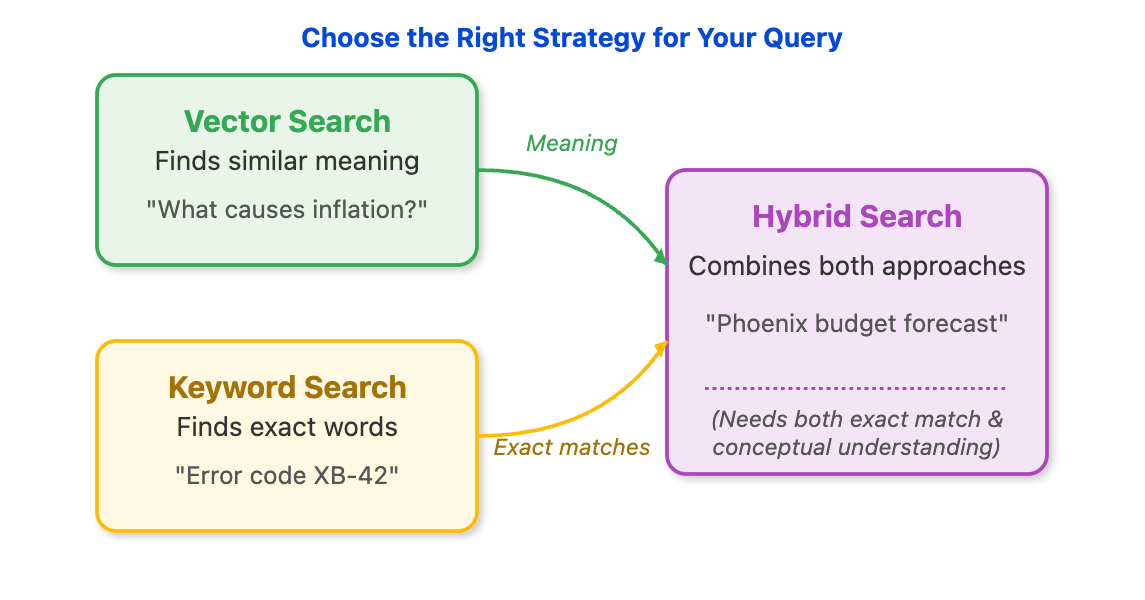 Choose the Right Strategy for Your Query
Vector Search
Finds similar meaning
"What causes inflation?"
Meaning
Keyword Search
Finds exact words
"Error code XB-42"
Exact matches
Hybrid Search
Combines both approaches
"Phoenix budget forecast"
(Needs both exact match &
conceptual understanding)